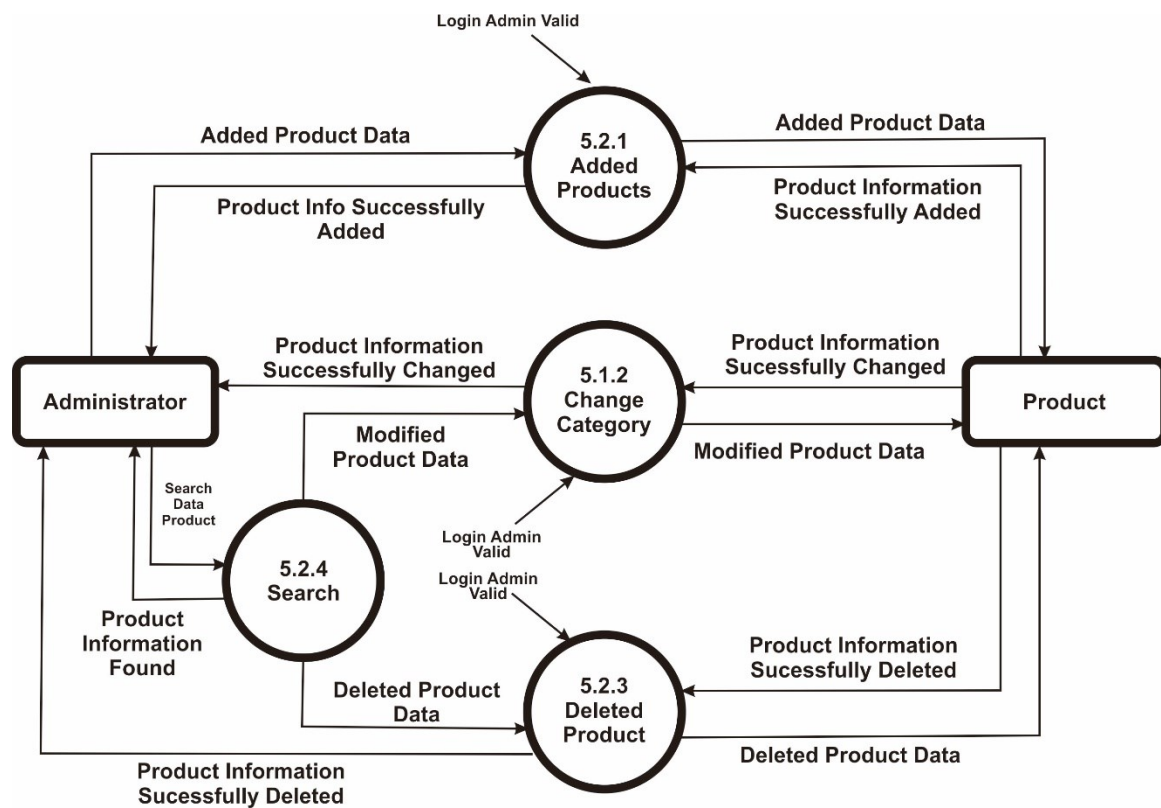 Login Admin Valid
Added Product Data
5.2.1
Added
Products
Added Product Data
Product Info Successfully
Added
Product Information
Successfully Added
Product Information
Successfully Changed
5.1.2
Change
Category
Product Information
Sucessfully Changed
Administrator
Product
Modified
Product Data
Modified Product Data
Search
Data
Product
Login Admin
Valid
5.2.4
Search
Login Admin
Valid
Product
Information
Found
Deleted Product
Data
5.2.3
Deleted
Product
Product Information
Sucessfully Deleted
Deleted Product Data
Product Information
Sucessfully Deleted